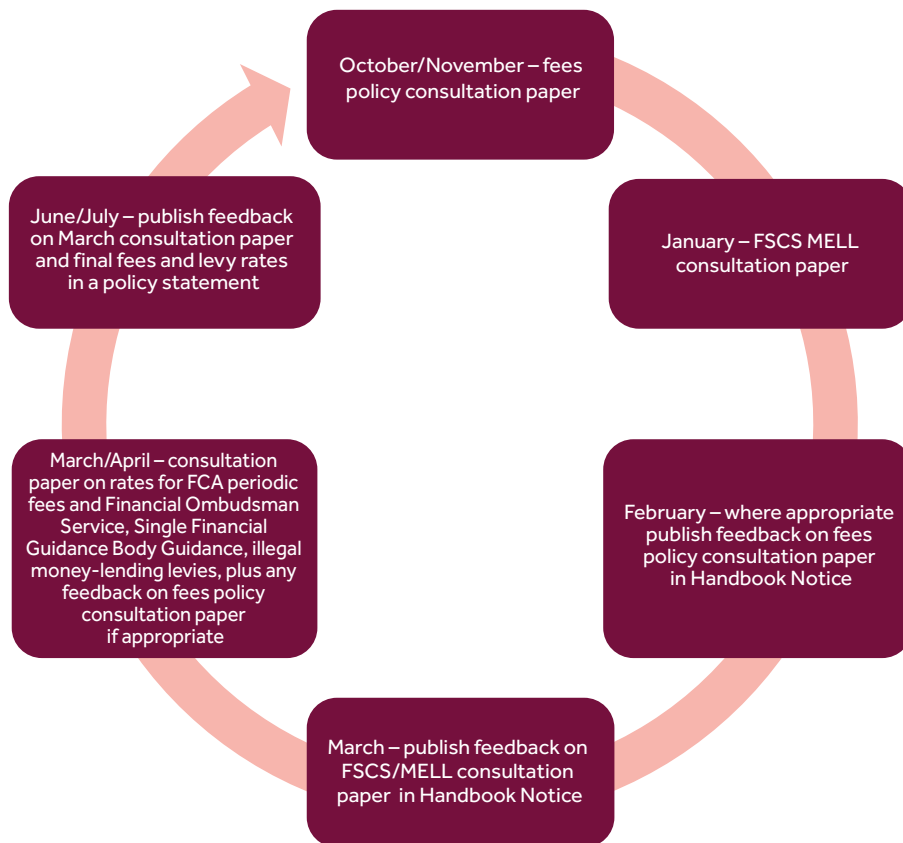 October/November – fees
policy consultation paper
January – FSCS MELL
consultation paper
February – where appropriate
publish feedback on fees
policy consultation paper
in Handbook Notice
March – publish feedback on
FSCS/MELL consultation
paper in Handbook Notice
March/April – consultation
paper on rates for FCA periodic
fees and Financial Ombudsman
Service, Single Financial
Guidance Body Guidance, illegal
money-lending levies, plus any
feedback on fees policy
consultation paper
if appropriate
June/July – publish feedback
on March consultation paper
and final fees and levy rates
in a policy statement